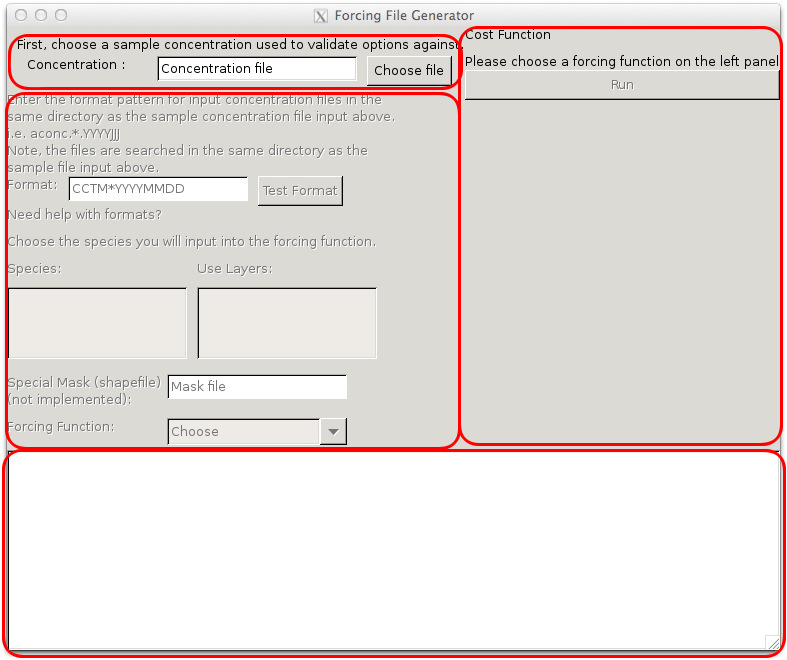 Forcing File Generator
First, choose a sample concentration used to validate options against.
Concentration :
Concentration file
Choose file
Cost Function
Please choose a forcing function on the left panel
Run
Enter the format pattern for input concentration files in the
same directory as the sample concentration file input above.
i.e. aconc.*.YYYYJJJ
Note, the files are searched in the same directory as the
sample file input above.
Format:
CCTM*YYYYMMDD
Test Format
Need help with formats?
Choose the species you will input into the forcing function.
Species:
Use Layers:
Special Mask (shapefile)
(not implemented):
Mask file
Forcing Function:
Choose